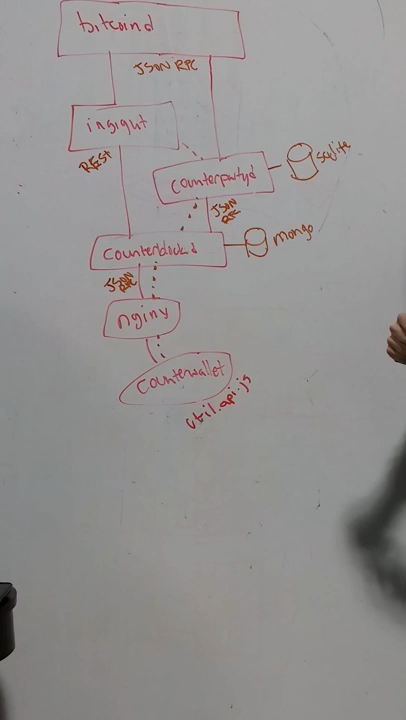 bitcoind
JSON RPC
insight
REST
counterpartyd
sqlite
JSON
RPC
counterblockd
mongo
JSON
RPC
nginx
Counterwallet
util.api.js